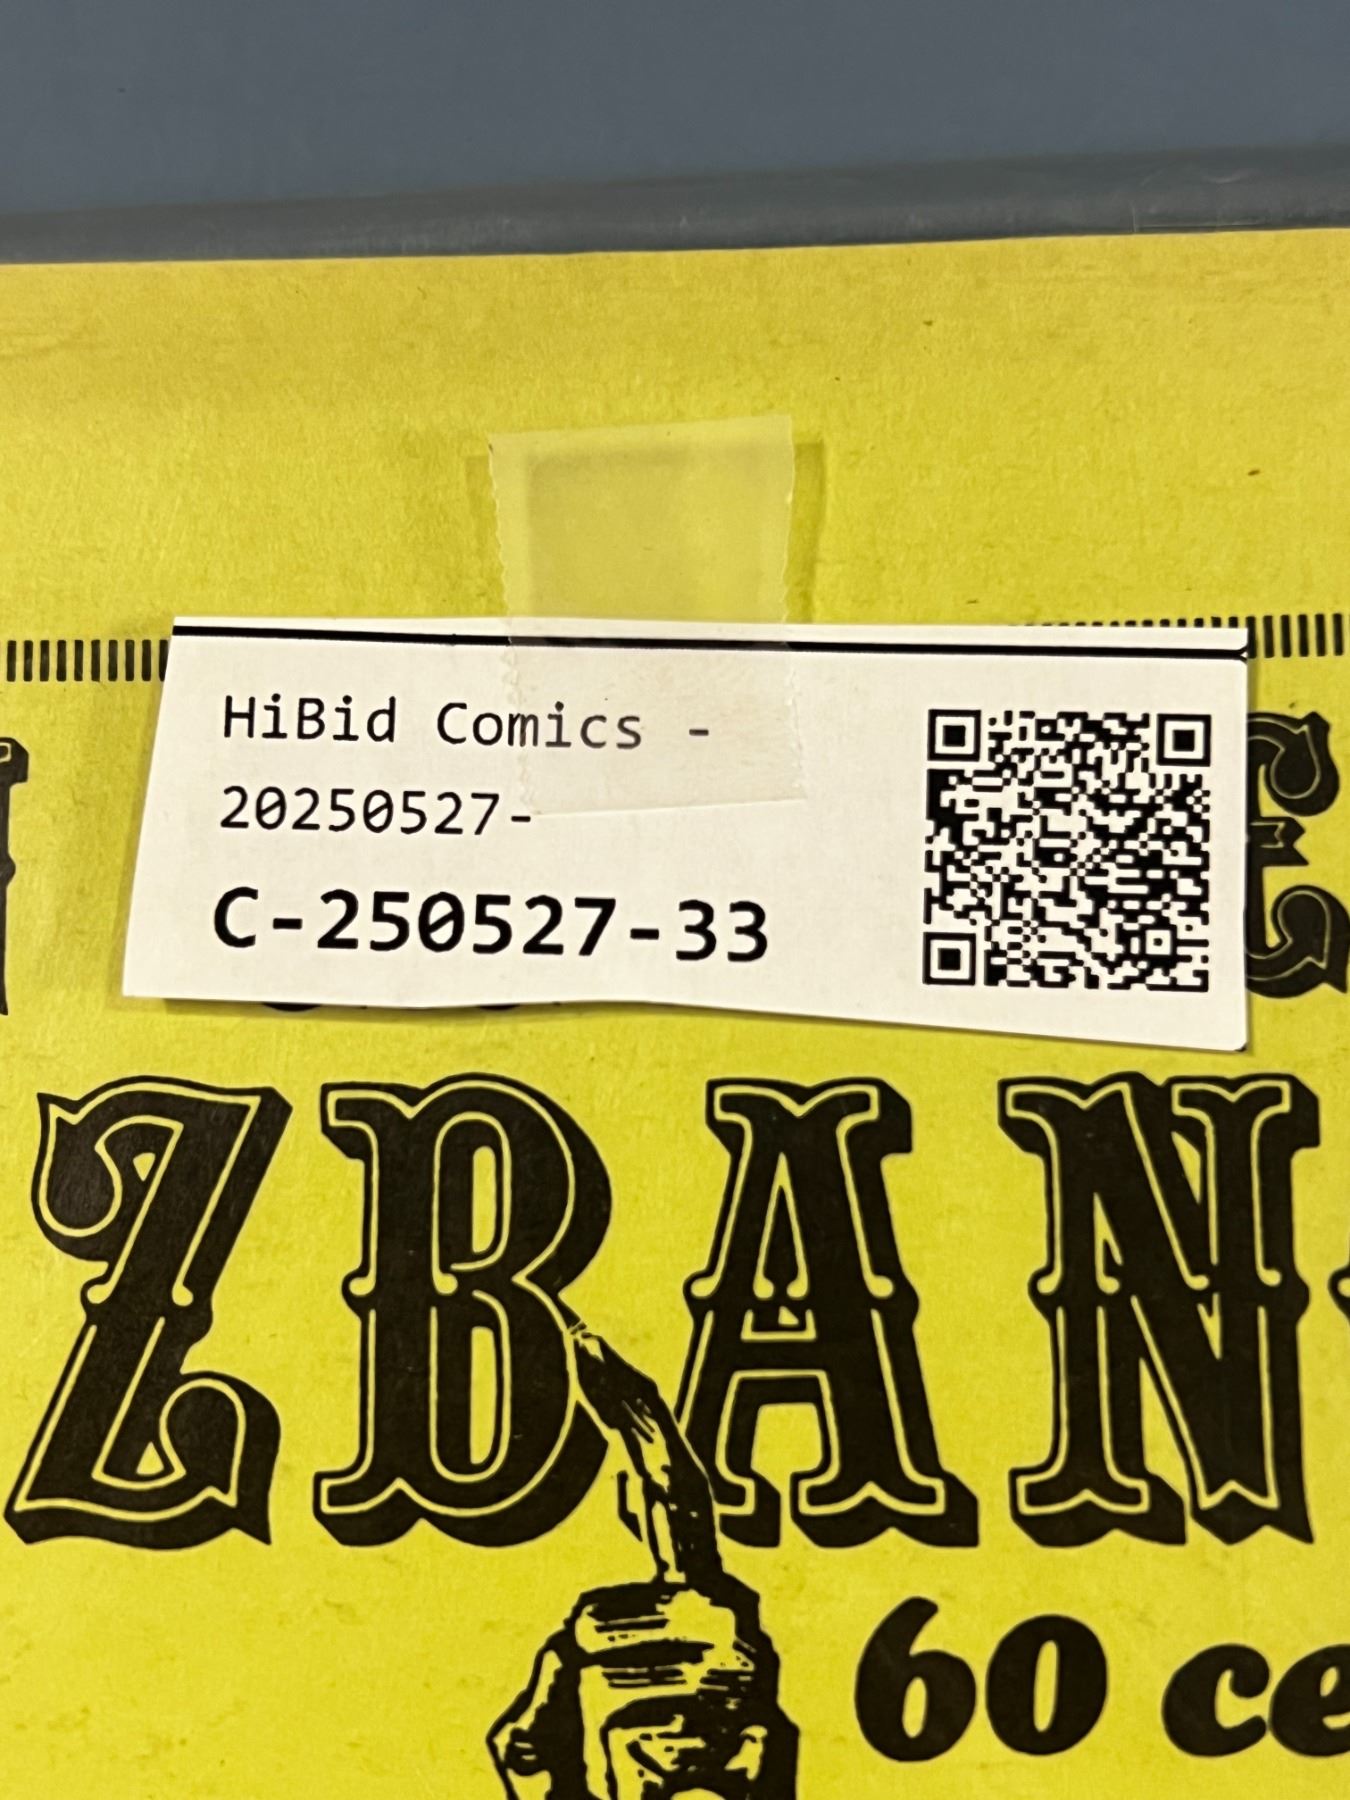 HiBid Comics -
20250527-
C-250527-33
ZBAN
60 ce